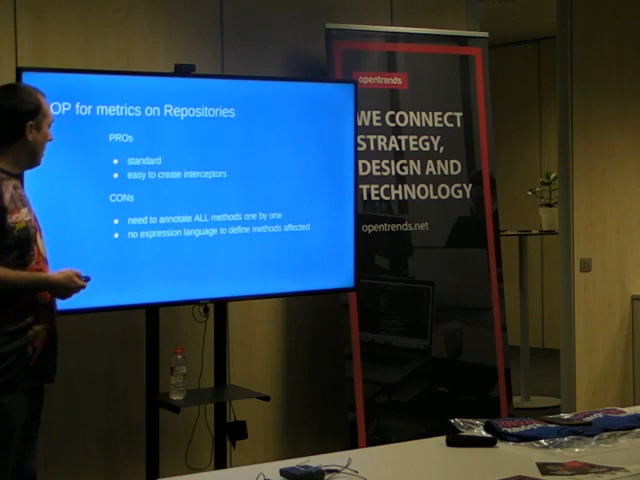 OP for metrics on Repositories
PROs
standard
easy to create interceptors
CONs
need to annotate ALL methods one by one
no expression language to define methods affected
opentrends
WE CONNECT
STRATEGY,
DESIGN AND
TECHNOLOGY
opentrends.net